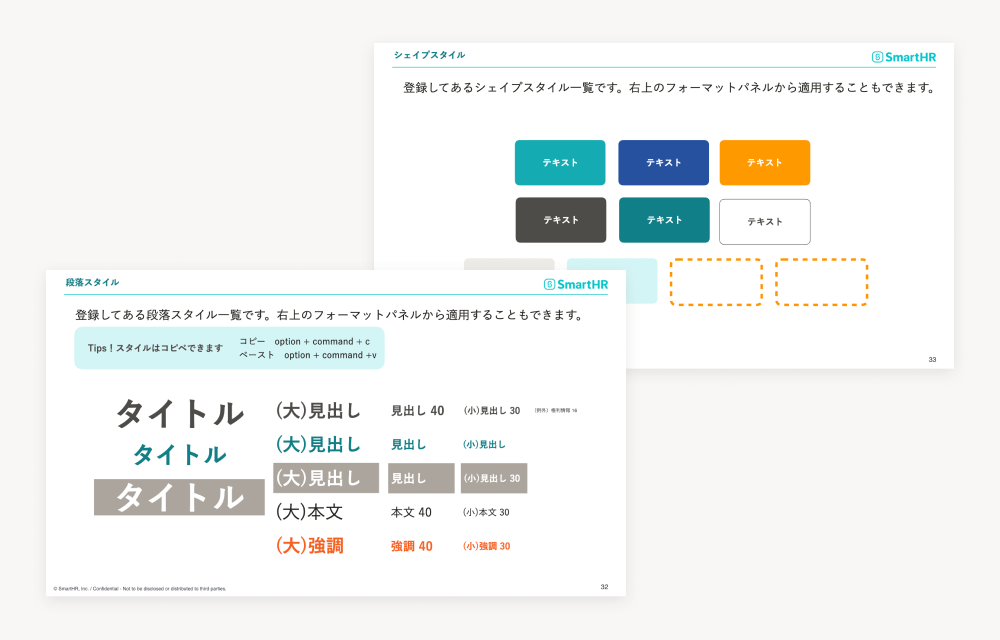 シェイプスタイル
SmartHR
登録してあるシェイプスタイル一覧です。右上のフォーマットパネルから適用することもできます。
テキスト
テキスト
テキスト
テキスト
テキスト
テキスト
33
段落スタイル
SmartHR
登録してある段落スタイル一覧です。右上のフォーマットパネルから適用することもできます。
Tips！スタイルはコピペできます
コピー option + command + c
ペースト option + command +v
タイトル
タイトル
タイトル
(大)見出し 見出し 40 (小)見出し 30 (例外) 権利情報 16
(大)見出し 見出し (小)見出し
(大)見出し 見出し (小)見出し 30
(大)本文 本文 40 (小)本文 30
(大)強調 強調 40 (小)強調 30
© SmartHR, Inc. / Confidential - Not to be disclosed or distributed to third parties.
32